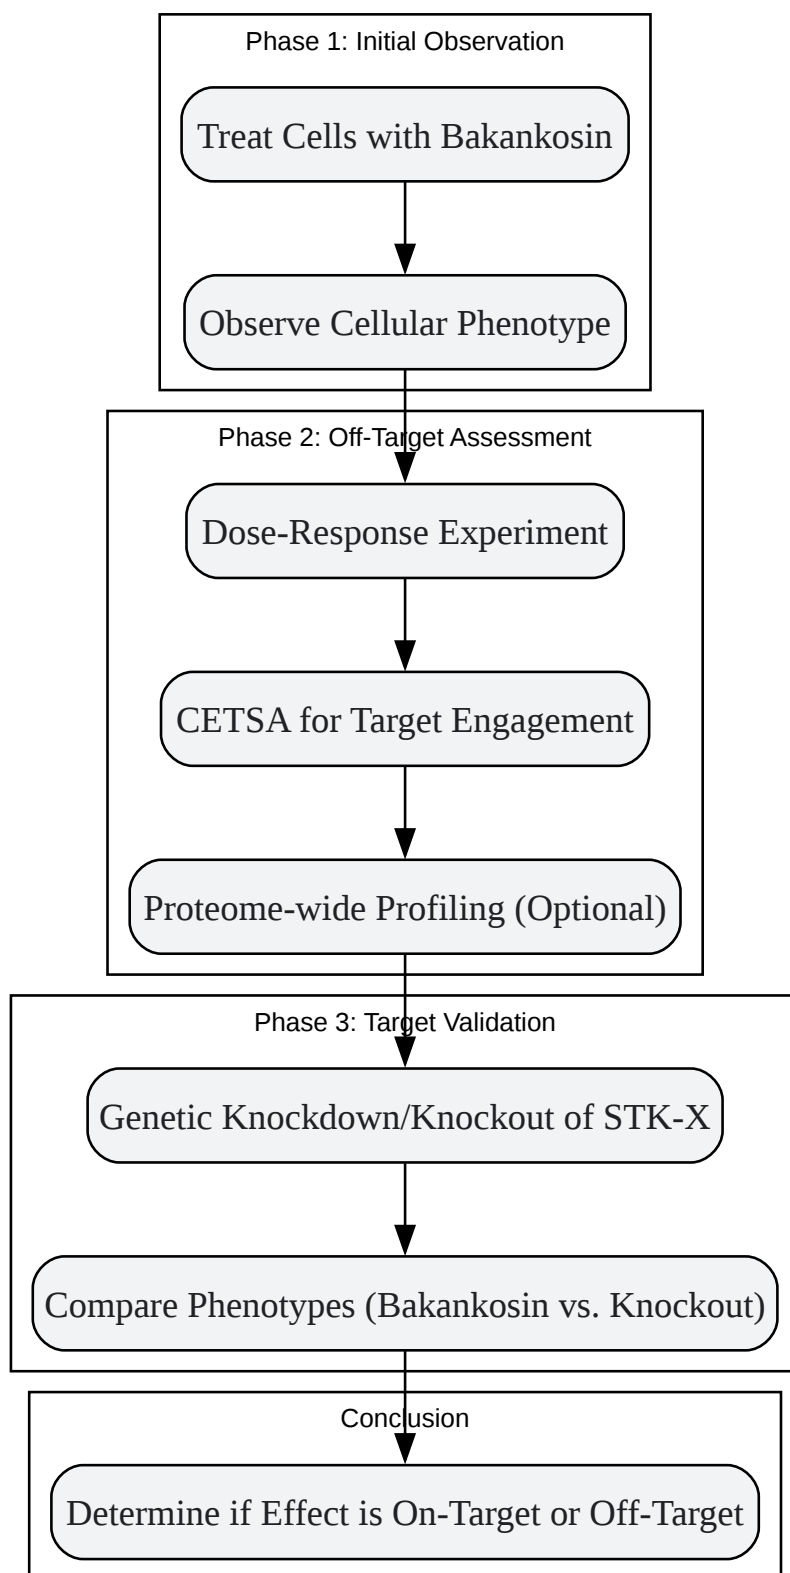 Phase 1: Initial Observation
Treat Cells with Bakankosin
Observe Cellular Phenotype
Phase 2: Off-Target Assessment
Dose-Response Experiment
CETSA for Target Engagement
Proteome-wide Profiling (Optional)
Phase 3: Target Validation
Genetic Knockdown/Knockout of STK-X
Compare Phenotypes (Bakankosin vs. Knockout)
Conclusion
Determine if Effect is On-Target or Off-Target